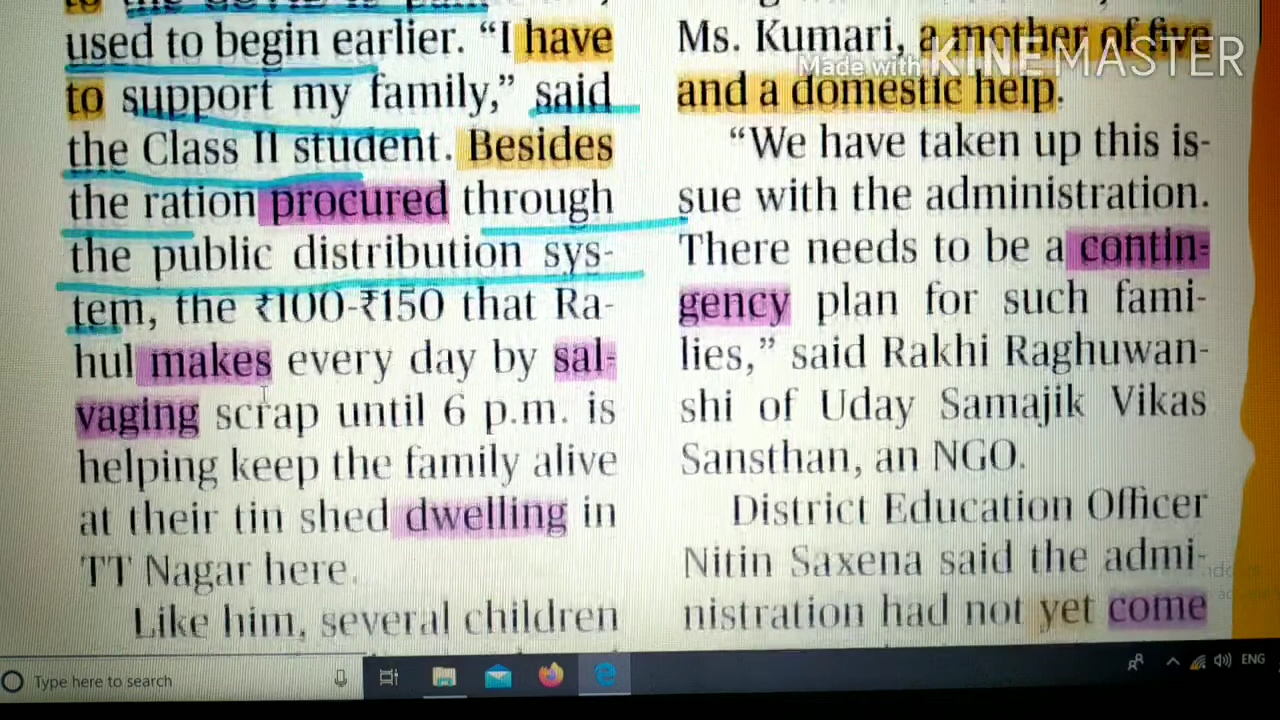 used to begin earlier. “I have
to support my family,” said
the Class II student. Besides
the ration procured through
the public distribution sys-
tem, the ₹100-₹150 that Ra-
hul makes every day by sal-
vaging scrap until 6 p.m. is
helping keep the family alive
at their tin shed dwelling in
TT Nagar here.
Like him, several children
Ms. Kumari, a mother of five
and a domestic help.
“We have taken up this is-
sue with the administration.
There needs to be a contin-
gency plan for such fami-
lies,” said Rakhi Raghuwan-
shi of Uday Samajik Vikas
Sansthan, an NGO.
District Education Officer
Nitin Saxena said the admi-
nistration had not yet come
Made with KINEMASTER
Type here to search
ENG